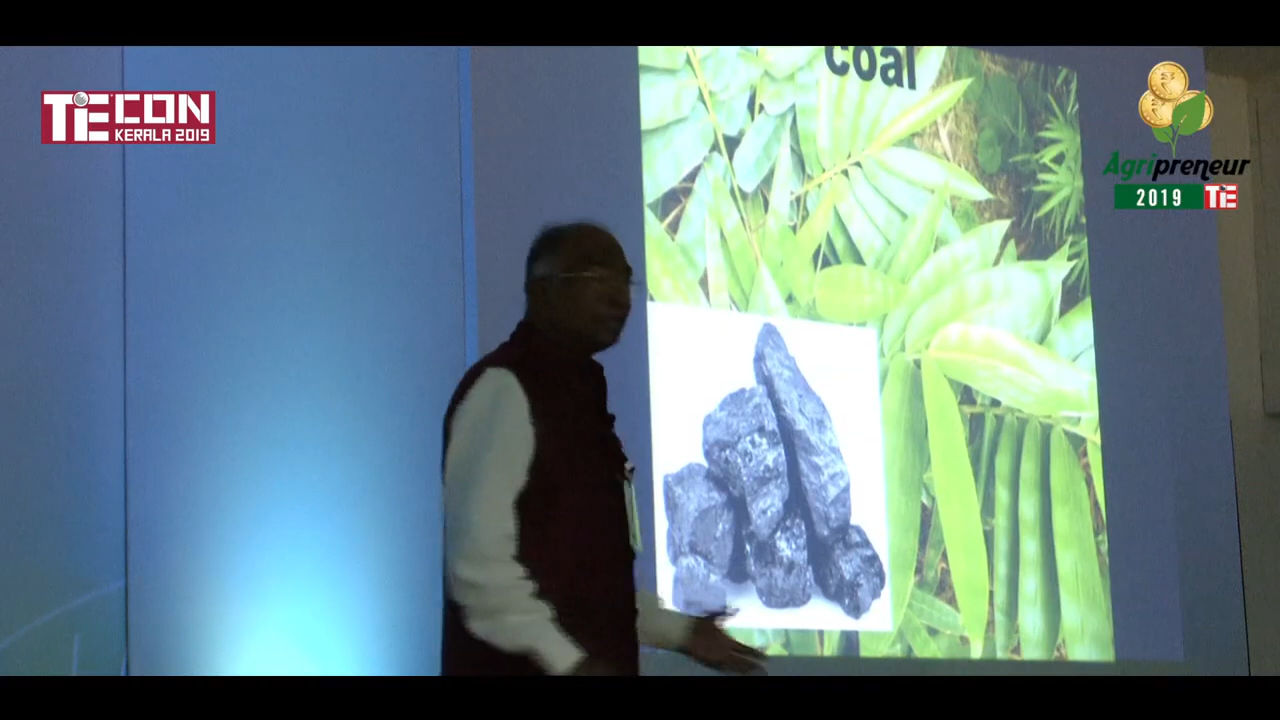 TiECON
KERALA 2019
coal
Agripreneur
2019 TiE